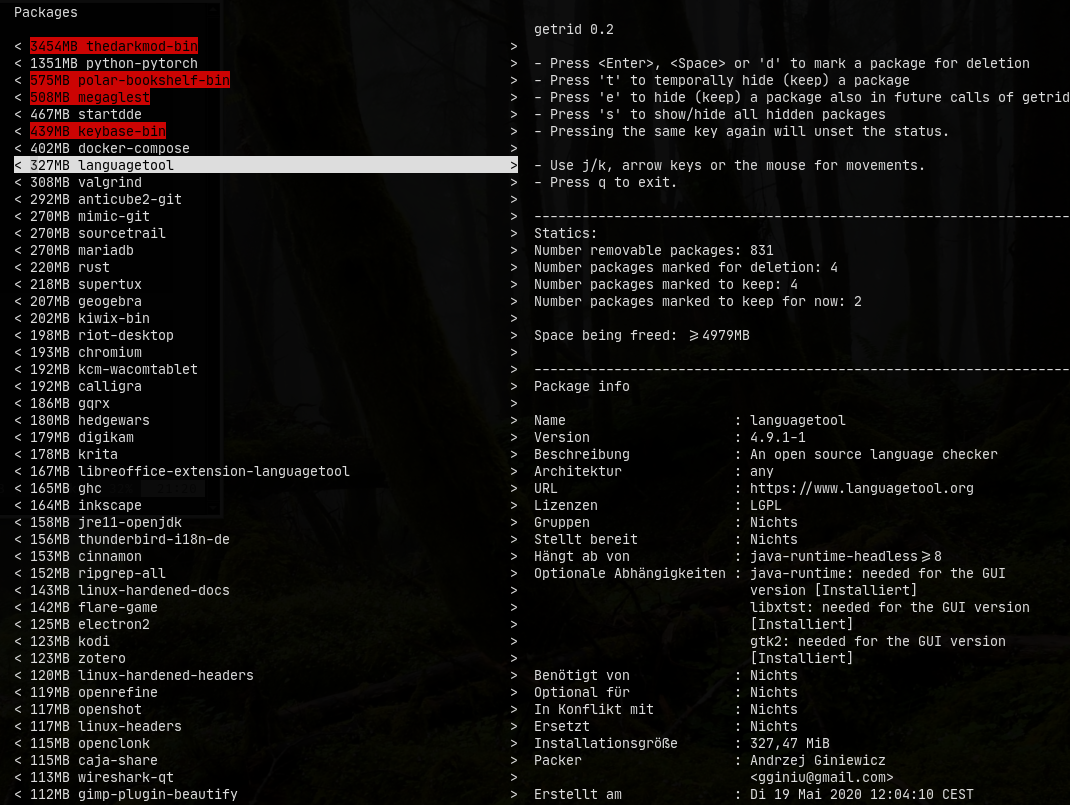 Packages
< 3454MB thedarkmod-bin >
< 1351MB python-pytorch >
< 575MB polar-bookshelf-bin >
< 508MB megaglest >
< 467MB startdde >
< 439MB keybase-bin >
< 402MB docker-compose >
< 327MB languagetool >
< 308MB valgrind >
< 292MB anticube2-git >
< 270MB mimic-git >
< 270MB sourcetrail >
< 270MB mariadb >
< 220MB rust >
< 218MB supertux >
< 207MB geogebra >
< 202MB kiwix-bin >
< 198MB riot-desktop >
< 193MB chromium >
< 192MB kcm-wacomtablet >
< 192MB calligra >
< 186MB gqrx >
< 180MB hedgewars >
< 179MB digikam >
< 178MB krita >
< 167MB libreoffice-extension-languagetool >
< 165MB ghc >
< 164MB inkscape >
< 158MB jre11-openjdk >
< 156MB thunderbird-i18n-de >
< 153MB cinnamon >
< 152MB ripgrep-all >
< 143MB linux-hardened-docs >
< 142MB flare-game >
< 125MB electron2 >
< 123MB kodi >
< 123MB zotero >
< 120MB linux-hardened-headers >
< 119MB openrefine >
< 117MB openshot >
< 117MB linux-headers >
< 115MB openclonk >
< 115MB caja-share >
< 113MB wireshark-qt >
< 112MB gimp-plugin-beautify >
getrid 0.2
- Press <Enter>, <Space> or 'd' to mark a package for deletion
- Press 't' to temporally hide (keep) a package
- Press 'e' to hide (keep) a package also in future calls of getrid
- Press 's' to show/hide all hidden packages
- Pressing the same key again will unset the status.
- Use j/k, arrow keys or the mouse for movements.
- Press q to exit.
-------------------------------------------------------------------
Statics:
Number removable packages: 831
Number packages marked for deletion: 4
Number packages marked to keep: 4
Number packages marked to keep for now: 2
Space being freed: ≥4979MB
-------------------------------------------------------------------
Package info
Name : languagetool
Version : 4.9.1-1
Beschreibung : An open source language checker
Architektur : any
URL : https://www.languagetool.org
Lizenzen : LGPL
Gruppen : Nichts
Stellt bereit : Nichts
Hängt ab von : java-runtime-headless≥8
Optionale Abhängigkeiten : java-runtime: needed for the GUI
version [Installiert]
libxtst: needed for the GUI version
[Installiert]
gtk2: needed for the GUI version
[Installiert]
Benötigt von : Nichts
Optional für : Nichts
In Konflikt mit : Nichts
Ersetzt : Nichts
Installationsgröße : 327,47 MiB
Packer : Andrzej Giniewicz
<gginiu@gmail.com>
Erstellt am : Di 19 Mai 2020 12:04:10 CEST